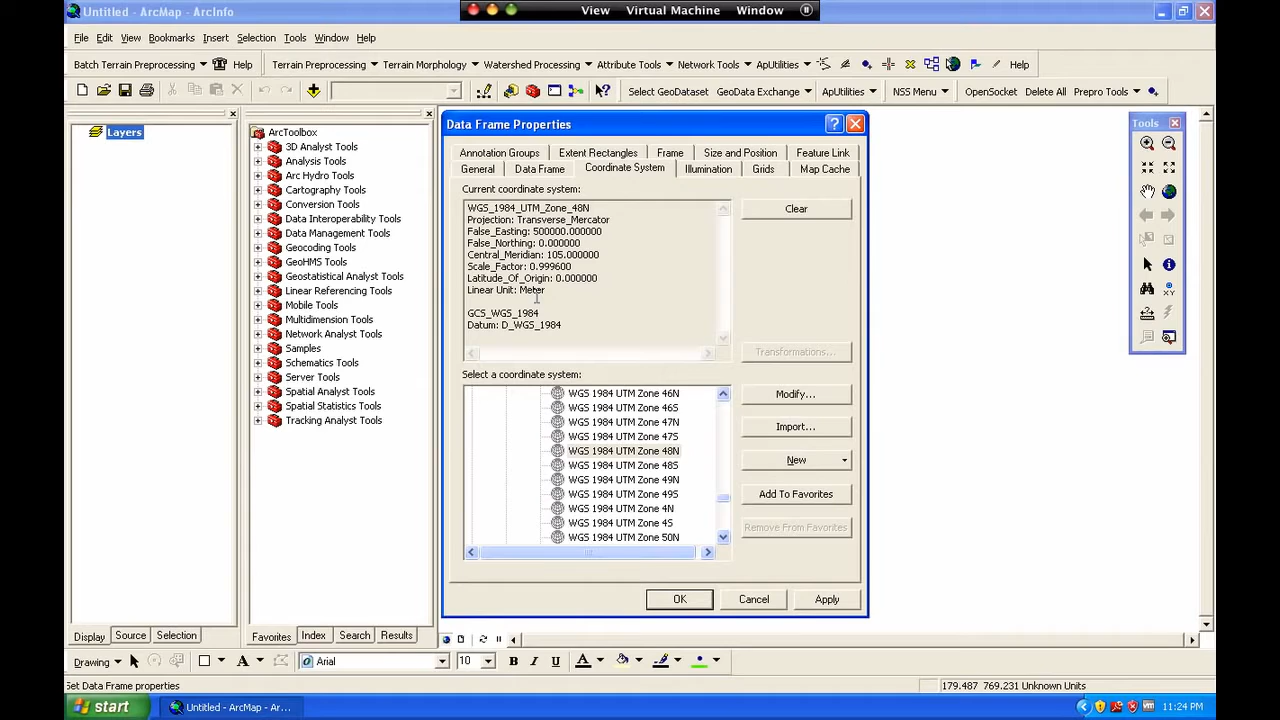 Untitled - ArcMap - ArcInfo
View Virtual Machine Window
File Edit View Bookmarks Insert Selection Tools Window Help
Batch Terrain Preprocessing Help Terrain Preprocessing Terrain Morphology Watershed Processing Attribute Tools Network Tools ApUtilities Help
Select GeoDataset GeoData Exchange ApUtilities NSS Menu OpenSocket Delete All Prepro Tools
Layers
ArcToolbox
3D Analyst Tools
Analysis Tools
Arc Hydro Tools
Cartography Tools
Conversion Tools
Data Interoperability Tools
Data Management Tools
Geocoding Tools
GeoHMS Tools
Geostatistical Analyst Tools
Linear Referencing Tools
Mobile Tools
Multidimension Tools
Network Analyst Tools
Samples
Schematics Tools
Server Tools
Spatial Analyst Tools
Spatial Statistics Tools
Tracking Analyst Tools
Data Frame Properties
Annotation Groups Extent Rectangles Frame Size and Position Feature Link
General Data Frame Coordinate System Illumination Grids Map Cache
Current coordinate system:
WGS_1984_UTM_Zone_48N
Projection: Transverse_Mercator
False_Easting: 500000.000000
False_Northing: 0.000000
Central_Meridian: 105.000000
Scale_Factor: 0.999600
Latitude_Of_Origin: 0.000000
Linear Unit: Meter
GCS_WGS_1984
Datum: D_WGS_1984
Clear
Transformations...
Select a coordinate system:
WGS 1984 UTM Zone 46N
WGS 1984 UTM Zone 46S
WGS 1984 UTM Zone 47N
WGS 1984 UTM Zone 47S
WGS 1984 UTM Zone 48N
WGS 1984 UTM Zone 48S
WGS 1984 UTM Zone 49N
WGS 1984 UTM Zone 49S
WGS 1984 UTM Zone 4N
WGS 1984 UTM Zone 4S
WGS 1984 UTM Zone 50N
Modify...
Import...
New
Add To Favorites
Remove From Favorites
OK Cancel Apply
Tools
Display Source Selection
Favorites Index Search Results
Drawing A Arial 10 B I U A
Set Data Frame properties
179.487 769.231 Unknown Units
start
Untitled - ArcMap - Ar...
11:24 PM